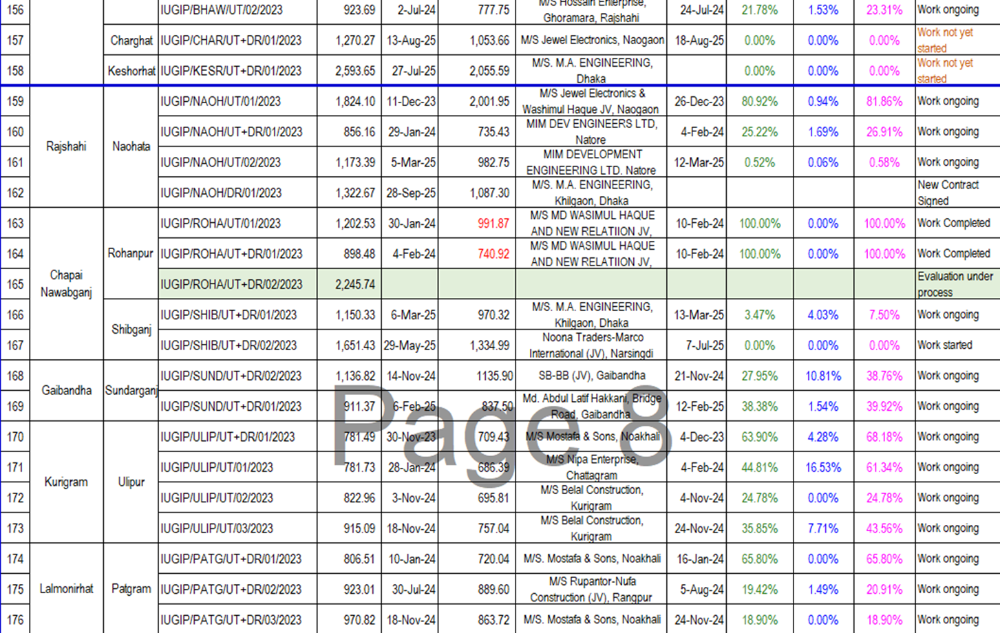 156 IUGIP/BHAW/UT/02/2023 923.69 2-Jul-24 777.75 M/S Hossain Enterprise, Ghoramara, Rajshahi 24-Jul-24 21.78% 1.53% 23.31% Work ongoing
157 Charghat IUGIP/CHAR/UT+DR/01/2023 1,270.27 13-Aug-25 1,053.66 M/S Jewel Electronics, Naogaon 18-Aug-25 0.00% 0.00% 0.00% Work not yet started
158 Keshorhat IUGIP/KESR/UT+DR/01/2023 2,593.65 27-Jul-25 2,055.59 M/S. M.A. ENGINEERING, Dhaka 0.00% 0.00% 0.00% Work not yet started
159 Rajshahi Naohata IUGIP/NAOH/UT/01/2023 1,824.10 11-Dec-23 2,001.95 M/S Jewel Electronics & Washimul Haque JV, Naogaon 26-Dec-23 80.92% 0.94% 81.86% Work ongoing
160 IUGIP/NAOH/UT+DR/01/2023 856.16 29-Jan-24 735.43 MIM DEV ENGINEERS LTD, Natore 4-Feb-24 25.22% 1.69% 26.91% Work ongoing
161 IUGIP/NAOH/UT/02/2023 1,173.39 5-Mar-25 982.75 MIM DEVELOPMENT ENGINEERING LTD. Natore 12-Mar-25 0.52% 0.06% 0.58% Work ongoing
162 IUGIP/NAOH/DR/01/2023 1,322.67 28-Sep-25 1,087.30 M/S. M.A. ENGINEERING, Khilgaon, Dhaka New Contract Signed
163 Chapai Nawabganj Rohanpur IUGIP/ROHA/UT/01/2023 1,202.53 30-Jan-24 991.87 M/S MD WASIMUL HAQUE AND NEW RELATIION JV, 10-Feb-24 100.00% 0.00% 100.00% Work Completed
164 IUGIP/ROHA/UT+DR/01/2023 898.48 4-Feb-24 740.92 M/S MD WASIMUL HAQUE AND NEW RELATIION JV, 10-Feb-24 100.00% 0.00% 100.00% Work Completed
165 IUGIP/ROHA/UT+DR/02/2023 2,245.74 Evaluation under process
166 Shibganj IUGIP/SHIB/UT+DR/01/2023 1,150.33 6-Mar-25 970.32 M/S. M.A. ENGINEERING, Khilgaon, Dhaka 13-Mar-25 3.47% 4.03% 7.50% Work ongoing
167 IUGIP/SHIB/UT+DR/02/2023 1,651.43 29-May-25 1,334.99 Noona Traders-Marco International (JV), Narsingdi 7-Jul-25 0.00% 0.00% 0.00% Work started
168 Gaibandha Sundarganj IUGIP/SUND/UT+DR/02/2023 1,136.82 14-Nov-24 1135.90 SB-BB (JV), Gaibandha 21-Nov-24 27.95% 10.81% 38.76% Work ongoing
169 IUGIP/SUND/UT+DR/01/2023 911.37 6-Feb-25 837.50 Md. Abdul Latif Hakkani, Bridge Road, Gaibandha 12-Feb-25 38.38% 1.54% 39.92% Work ongoing
Page 8
170 Kurigram Ulipur IUGIP/ULIP/UT+DR/01/2023 781.49 30-Nov-23 709.43 M/S Mostafa & Sons, Noakhali 4-Dec-23 63.90% 4.28% 68.18% Work ongoing
171 IUGIP/ULIP/UT/01/2023 781.73 28-Jan-24 686.39 M/S Nipa Enterprise, Chattagram 4-Feb-24 44.81% 16.53% 61.34% Work ongoing
172 IUGIP/ULIP/UT/02/2023 822.96 3-Nov-24 695.81 M/S Belal Construction, Kurigram 4-Nov-24 24.78% 0.00% 24.78% Work ongoing
173 IUGIP/ULIP/UT/03/2023 915.09 18-Nov-24 757.04 M/S Belal Construction, Kurigram 24-Nov-24 35.85% 7.71% 43.56% Work ongoing
174 Lalmonirhat Patgram IUGIP/PATG/UT+DR/01/2023 806.51 10-Jan-24 720.04 M/S. Mostafa & Sons, Noakhali 16-Jan-24 65.80% 0.00% 65.80% Work ongoing
175 IUGIP/PATG/UT+DR/02/2023 923.01 30-Jul-24 889.60 M/S Rupantor-Nufa Construction (JV), Rangpur 5-Aug-24 19.42% 1.49% 20.91% Work ongoing
176 IUGIP/PATG/UT+DR/03/2023 970.82 18-Nov-24 863.72 M/S. Mostafa & Sons, Noakhali 24-Nov-24 18.90% 0.00% 18.90% Work ongoing